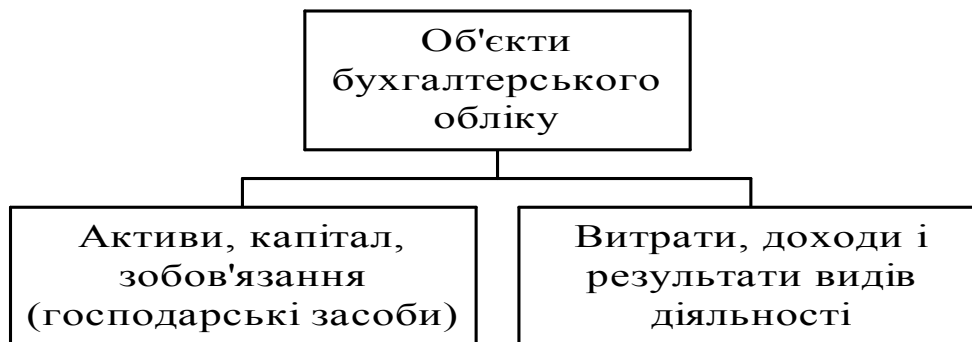 Об'єкти
бухгалтерського
обліку
Активи, капітал,
зобов'язання
(господарські засоби)
Витрати, доходи і
результати видів
діяльності